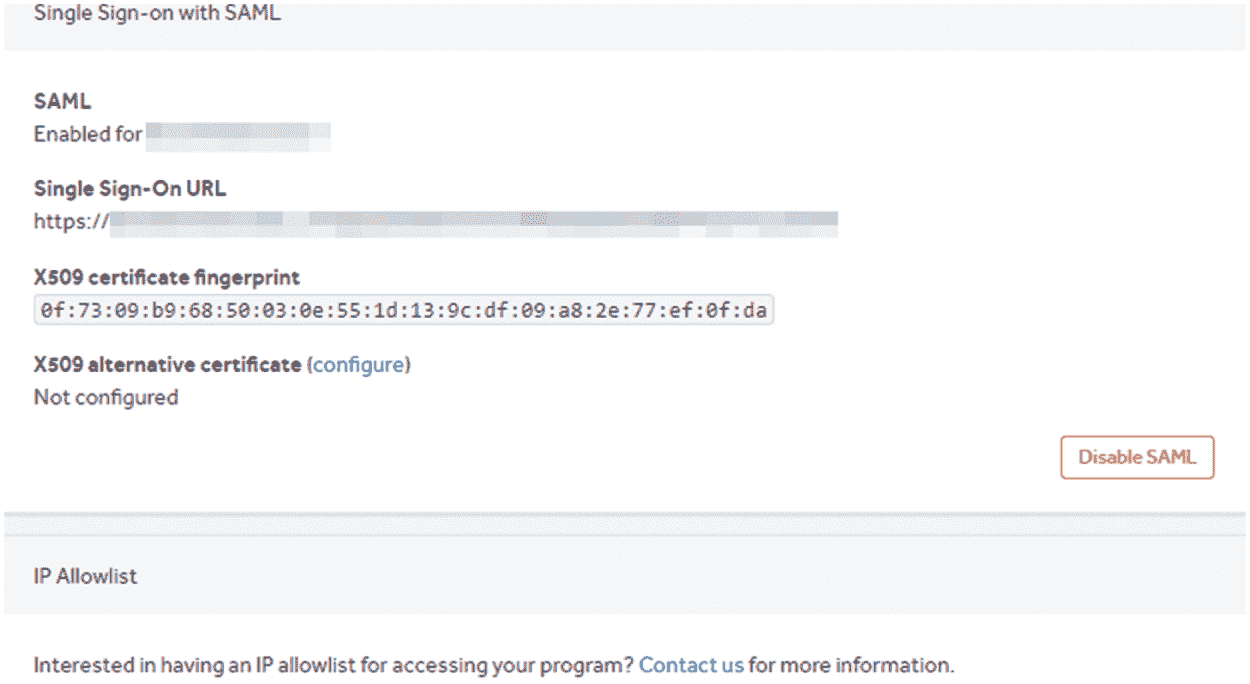 Single Sign-on with SAML
SAML
Enabled for
Single Sign-On URL
https://
X509 certificate fingerprint
0f:73:09:b9:68:50:03:0e:55:1d:13:9c:df:09:a8:2e:77:ef:0f:da
X509 alternative certificate (configure)
Not configured
Disable SAML
IP Allowlist
Interested in having an IP allowlist for accessing your program? Contact us for more information.